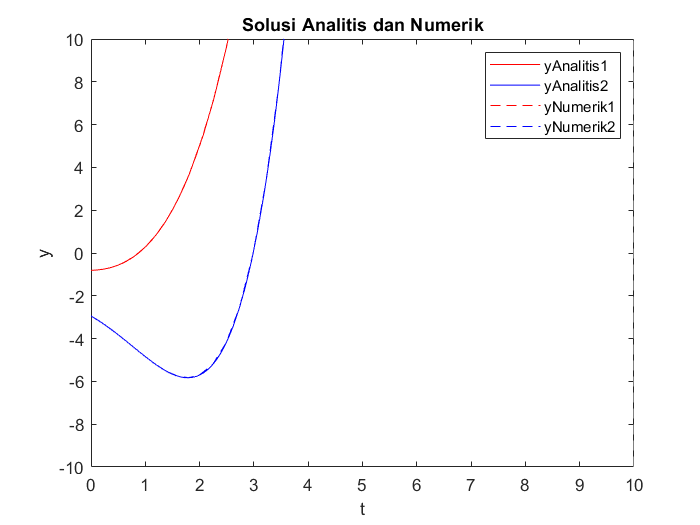 Solusi Analitis dan Numerik
10
8
6
4
2
0
-2
-4
-6
-8
-10
y
yAnalitis1
yAnalitis2
yNumerik1
yNumerik2
0 1 2 3 4 5 6 7 8 9 10
t